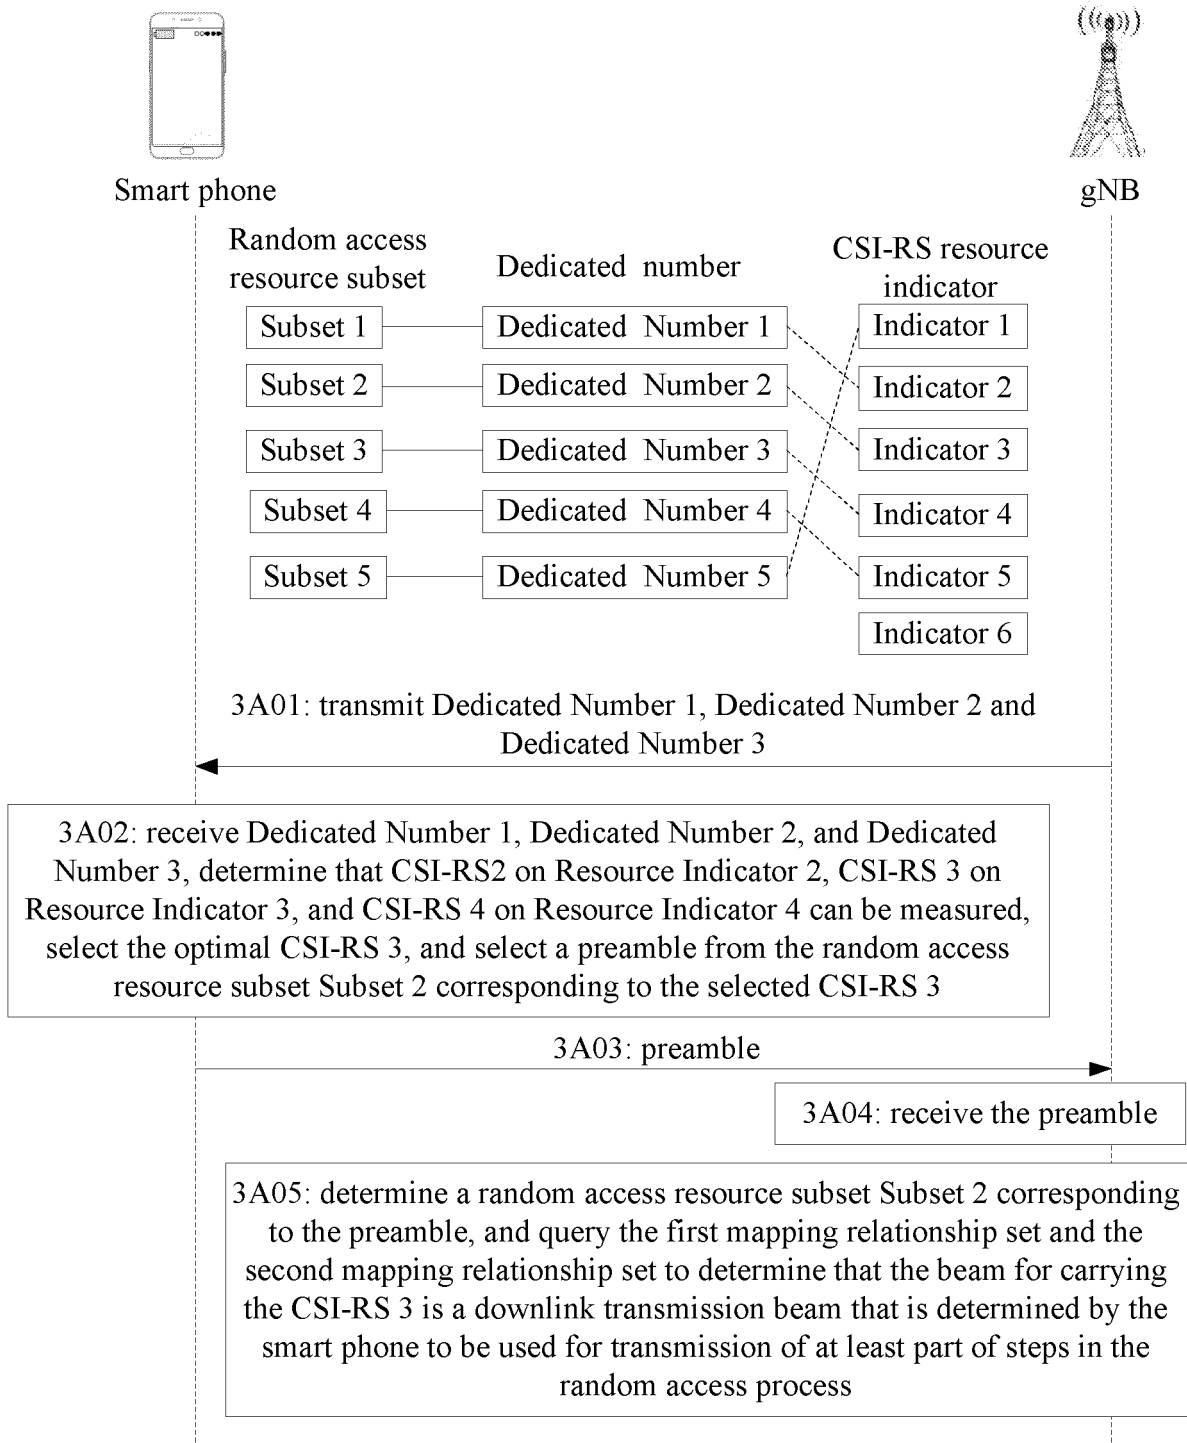 Smart phone
gNB
Random access
resource subset
Dedicated number
CSI-RS resource
indicator
Subset 1
Dedicated Number 1
Indicator 1
Subset 2
Dedicated Number 2
Indicator 2
Subset 3
Dedicated Number 3
Indicator 3
Subset 4
Dedicated Number 4
Indicator 4
Subset 5
Dedicated Number 5
Indicator 5
Indicator 6
3A01: transmit Dedicated Number 1, Dedicated Number 2 and
Dedicated Number 3
3A02: receive Dedicated Number 1, Dedicated Number 2, and Dedicated
Number 3, determine that CSI-RS2 on Resource Indicator 2, CSI-RS 3 on
Resource Indicator 3, and CSI-RS 4 on Resource Indicator 4 can be measured,
select the optimal CSI-RS 3, and select a preamble from the random access
resource subset Subset 2 corresponding to the selected CSI-RS 3
3A03: preamble
3A04: receive the preamble
3A05: determine a random access resource subset Subset 2 corresponding
to the preamble, and query the first mapping relationship set and the
second mapping relationship set to determine that the beam for carrying
the CSI-RS 3 is a downlink transmission beam that is determined by the
smart phone to be used for transmission of at least part of steps in the
random access process